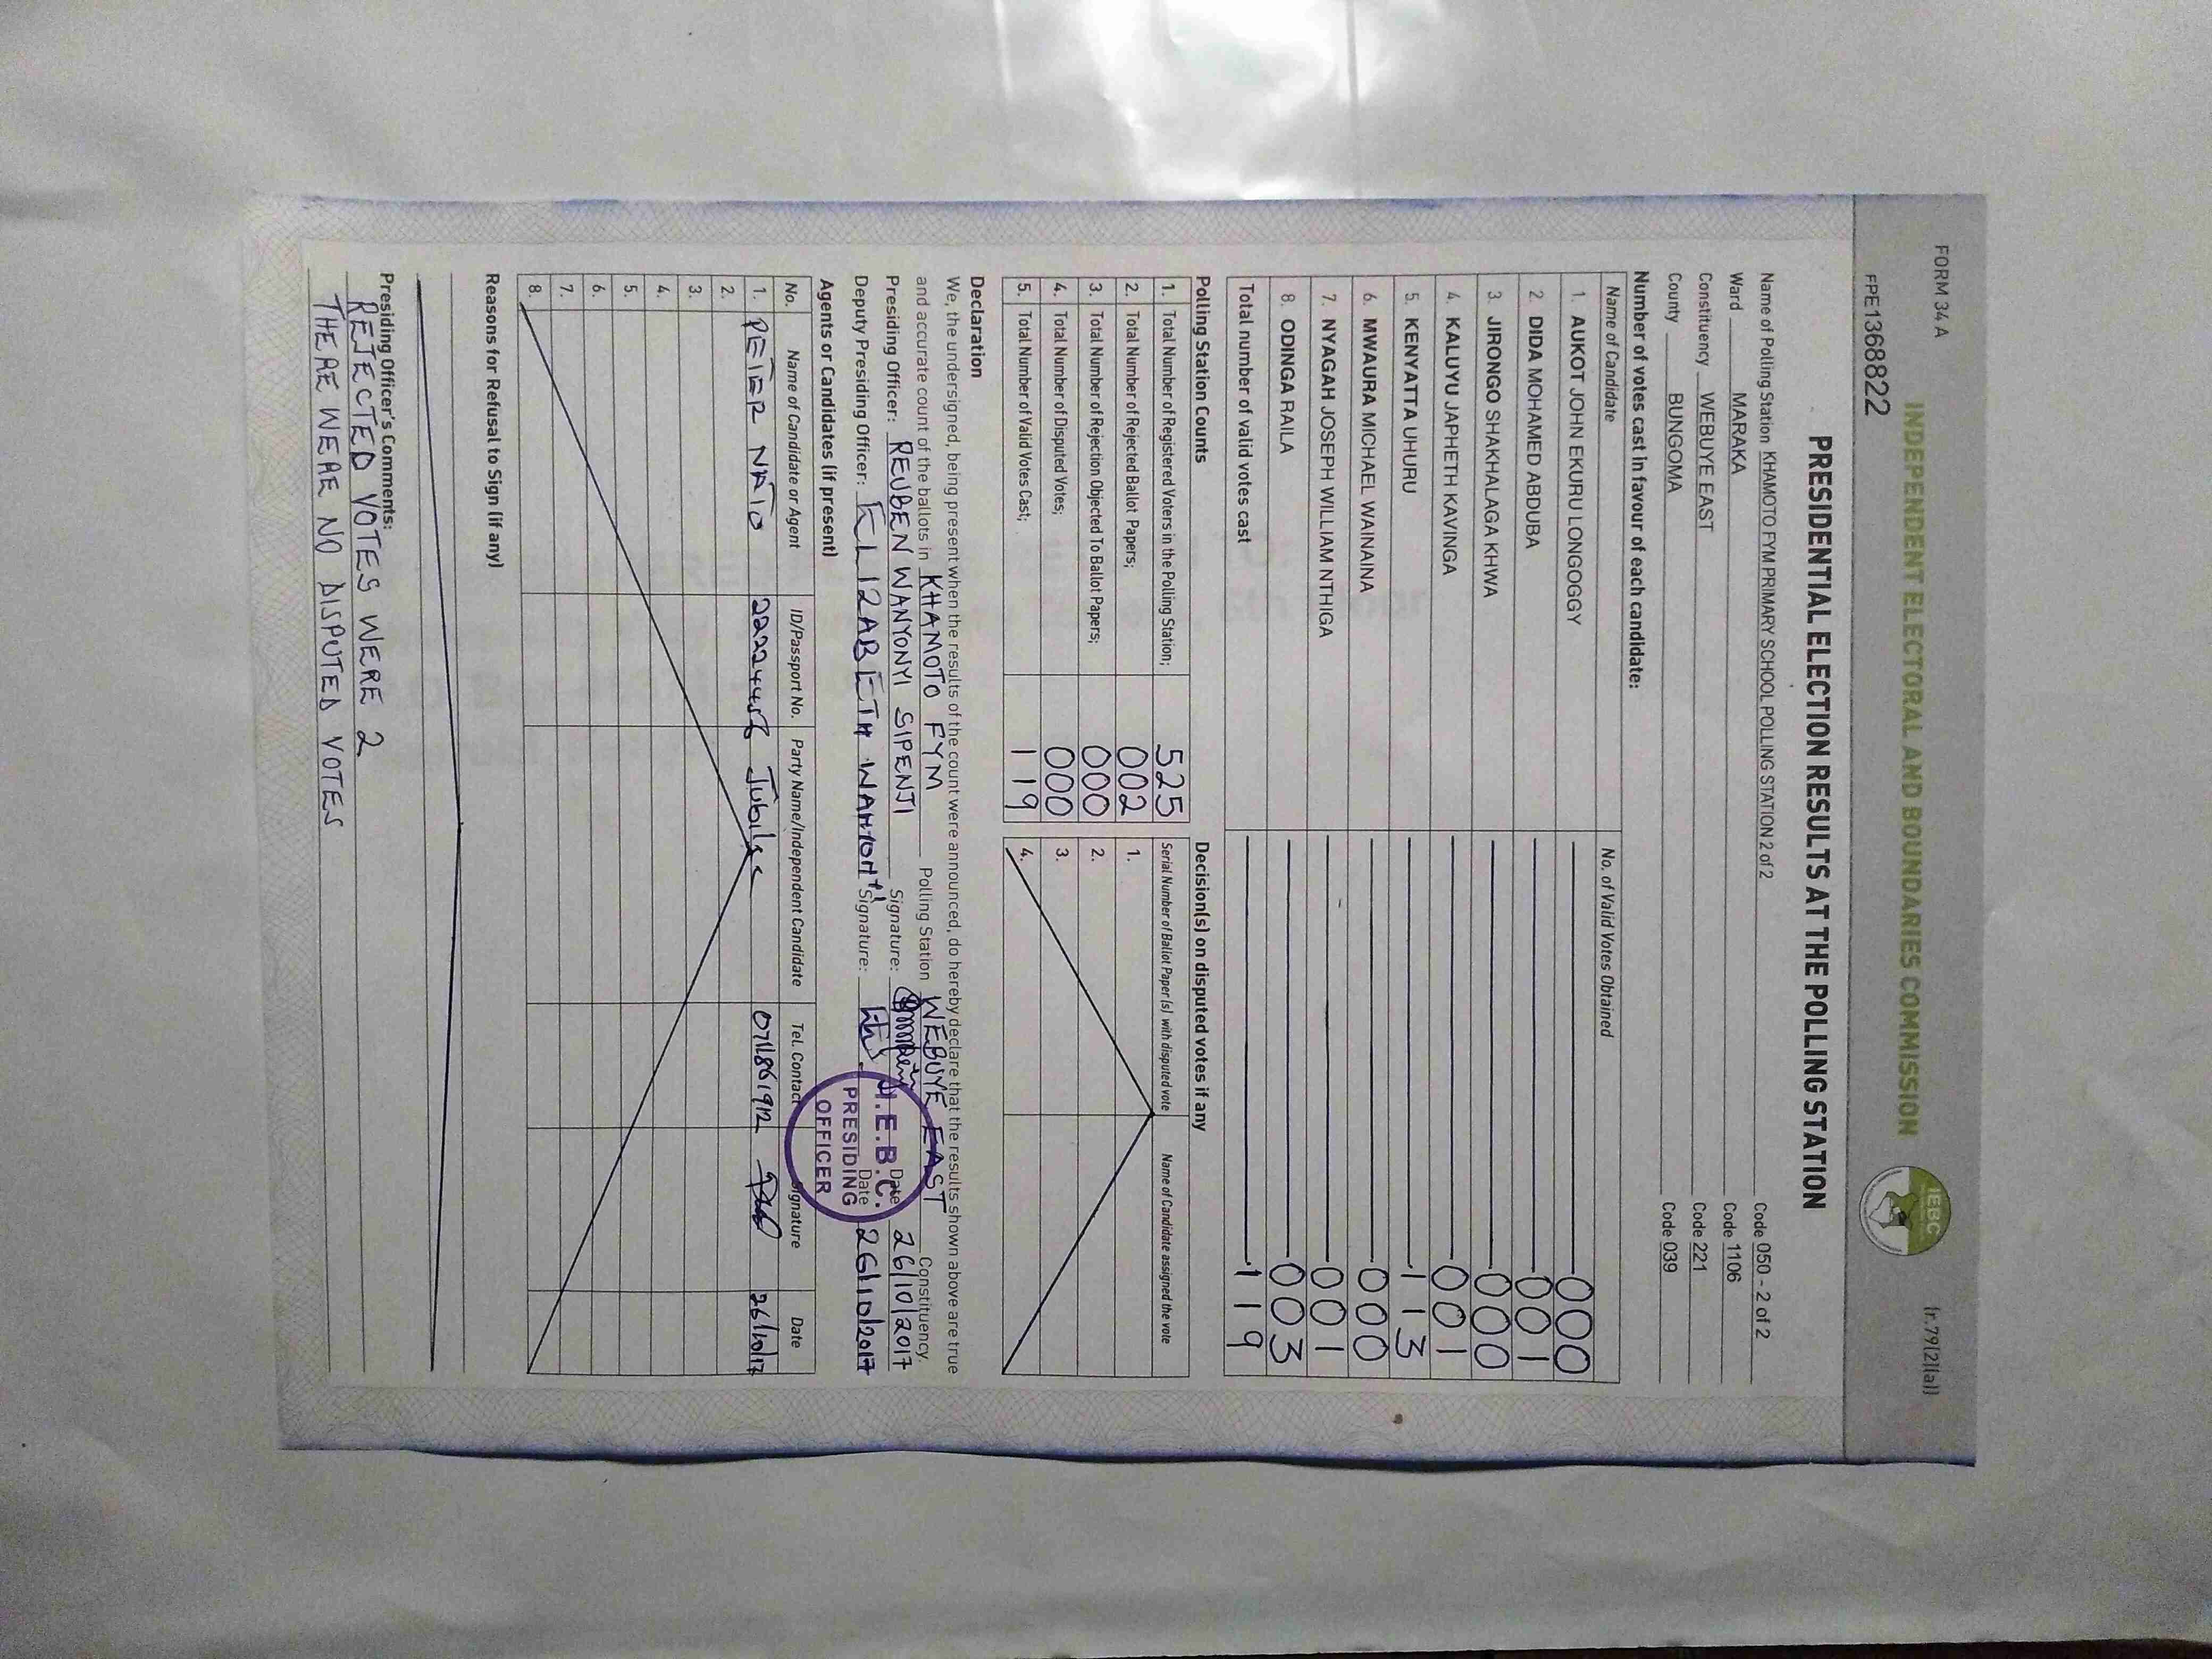 FORM 34 A
(r.79(2)(a))
INDEPENDENT ELECTORAL AND BOUNDARIES COMMISSION
IEBC
FPE1368822
PRESIDENTIAL ELECTION RESULTS AT THE POLLING STATION
Name of Polling Station KHAMOTO FYM PRIMARY SCHOOL POLLING STATION 2 of 2 Code 050 - 2 of 2
Ward MARAKA Code 1106
Constituency WEBUYE EAST Code 221
County BUNGOMA Code 039
Number of votes cast in favour of each candidate:
Name of Candidate No. of Valid Votes Obtained
1. AUKOT JOHN EKURU LONGOGGY 000
2. DIDA MOHAMED ABDUBA 001
3. JIRONGO SHAKHALAGA KHWA 000
4. KALUYU JAPHETH KAVINGA 001
5. KENYATTA UHURU 113
6. MWAURA MICHAEL WAINAINA 000
7. NYAGAH JOSEPH WILLIAM NTHIGA 001
8. ODINGA RAILA 003
Total number of valid votes cast 119
Polling Station Counts
1. Total Number of Registered Voters in the Polling Station; 525
2. Total Number of Rejected Ballot Papers; 002
3. Total Number of Rejection Objected To Ballot Papers; 000
4. Total Number of Disputed Votes; 000
5. Total Number of Valid Votes Cast; 119
Decision(s) on disputed votes if any
Serial Number of Ballot Paper(s) with disputed vote Name of Candidate assigned the vote
1.
2.
3.
4.
Declaration
We, the undersigned, being present when the results of the count were announced, do hereby declare that the results shown above are true
and accurate count of the ballots in KHAMOTO FYM Polling Station WEBUYE EAST Constituency.
Presiding Officer: REUBEN WANYONYI SIPENJI Signature: Date 26/10/2017
Deputy Presiding Officer: ELIZABETH Signature: Date 26/10/2017
I.E.B.C.
PRESIDING
OFFICER
Agents or Candidates (if present)
No. Name of Candidate or Agent ID/Passport No. Party Name/Independent Candidate Tel. Contact Signature Date
1. PETER NATO Jubilee 26/10/17
2.
3.
4.
5.
6.
7.
8.
Reasons for Refusal to Sign (if any)
Presiding Officer's Comments:
REJECTED VOTES WERE 2
THERE WERE NO DISPUTED VOTES